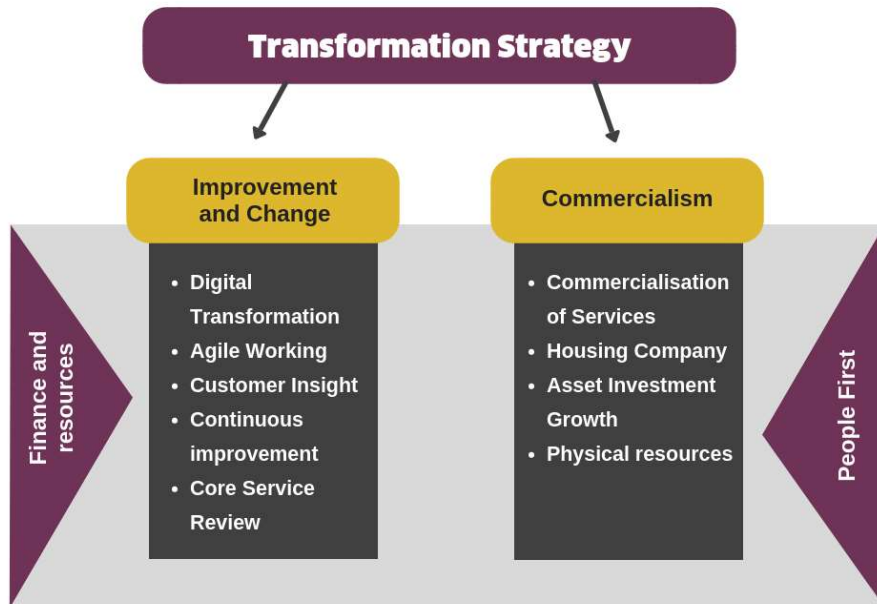 Transformation Strategy
Improvement
and Change
Commercialism
Finance and
resources
• Digital
Transformation
• Agile Working
• Customer Insight
• Continuous
improvement
• Core Service
Review
• Commercialisation
of Services
• Housing Company
• Asset Investment
Growth
• Physical resources
People First